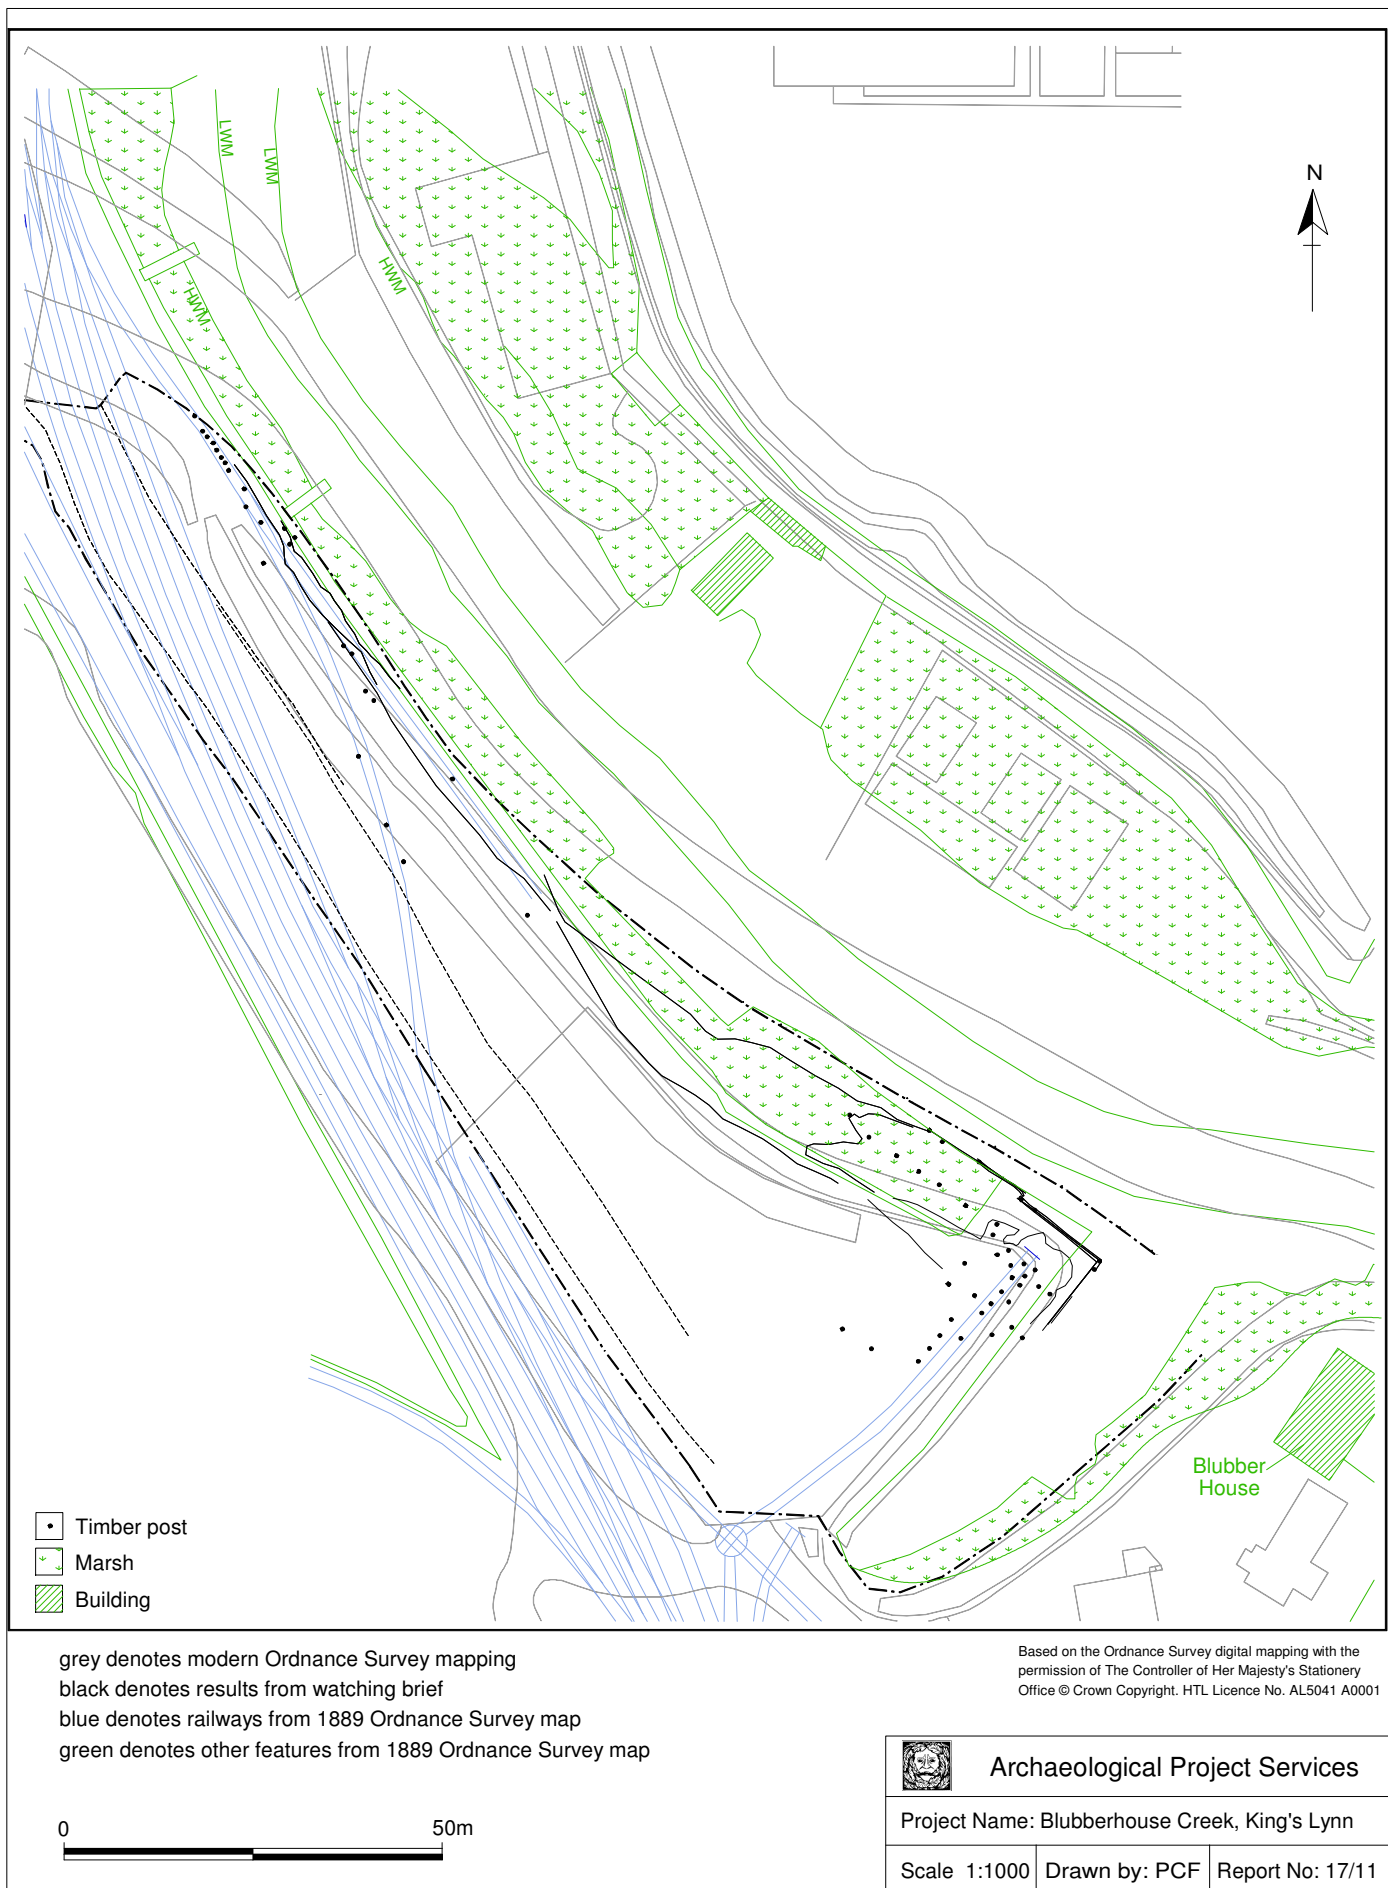 LWM
LWM
N
HWM
HWM
Blubber
House
Timber post
Marsh
Building
grey denotes modern Ordnance Survey mapping
black denotes results from watching brief
blue denotes railways from 1889 Ordnance Survey map
green denotes other features from 1889 Ordnance Survey map
Based on the Ordnance Survey digital mapping with the
permission of The Controller of Her Majesty's Stationery
Office © Crown Copyright. HTL Licence No. AL5041 A0001
0 50m
Archaeological Project Services
Project Name: Blubberhouse Creek, King's Lynn
Scale 1:1000 Drawn by: PCF Report No: 17/11